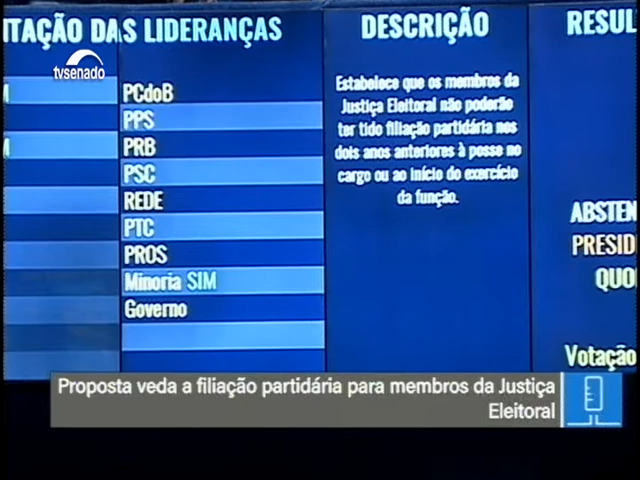 TAÇÃO DAS LIDERANÇAS
DESCRIÇÃO
RESUL
tvsenado
M
PCdoB
PPS
PRB
PSC
REDE
PTC
PROS
Minoria SIM
Governo
Estabelece que os membros da
Justiça Eleitoral não poderão
ter tido filiação partidária nos
dois anos anteriores à posse no
cargo ou ao início do exercício
da função.
ABSTEN
PRESID
QUO
Votação
Proposta veda a filiação partidária para membros da Justiça
Eleitoral